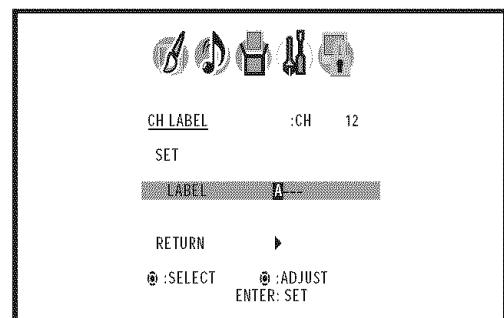 CH LABEL :CH 12
SET
LABEL A---
RETURN
:SELECT :ADJUST
ENTER: SET